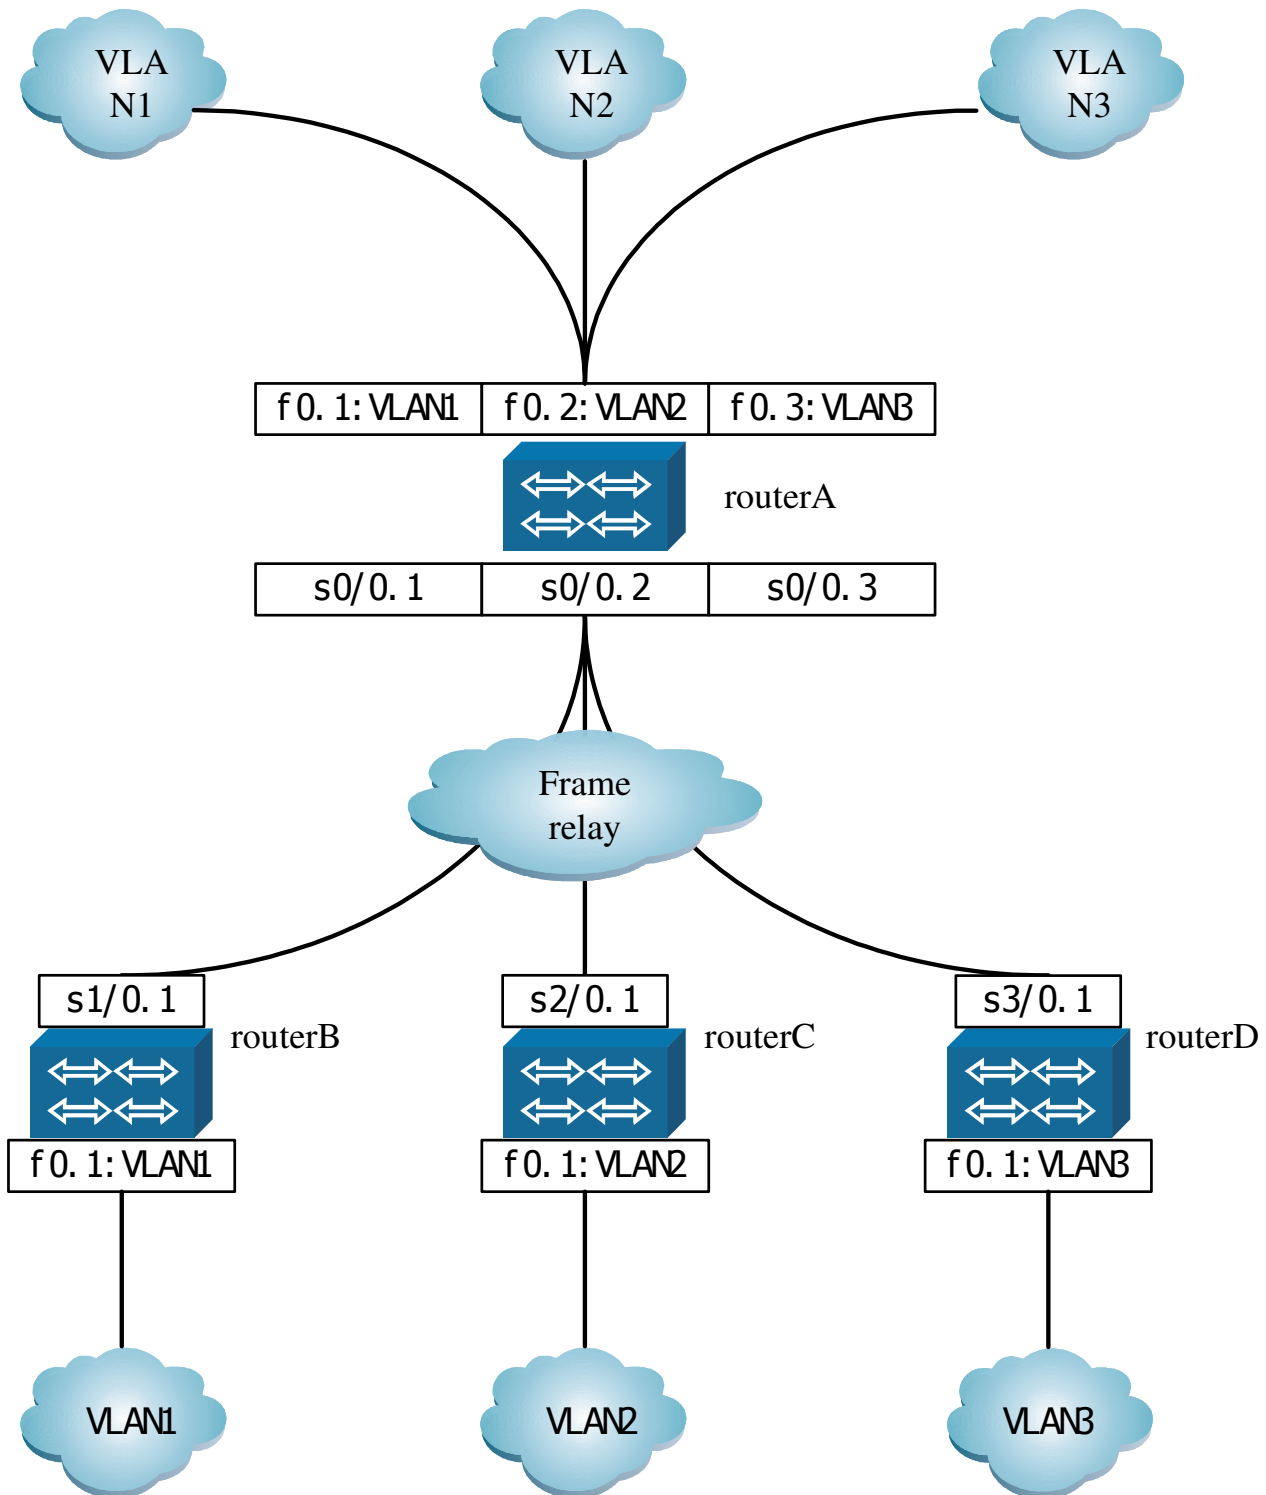 VLA
N1
VLA
N2
VLA
N3
f0.1:VLAN1
f0.2:VLAN2
f0.3:VLAN3
routerA
s0/0.1
s0/0.2
s0/0.3
Frame
relay
s1/0.1
s2/0.1
s3/0.1
routerB
routerC
routerD
f0.1:VLAN1
f0.1:VLAN2
f0.1:VLAN3
VLAN1
VLAN2
VLAN3